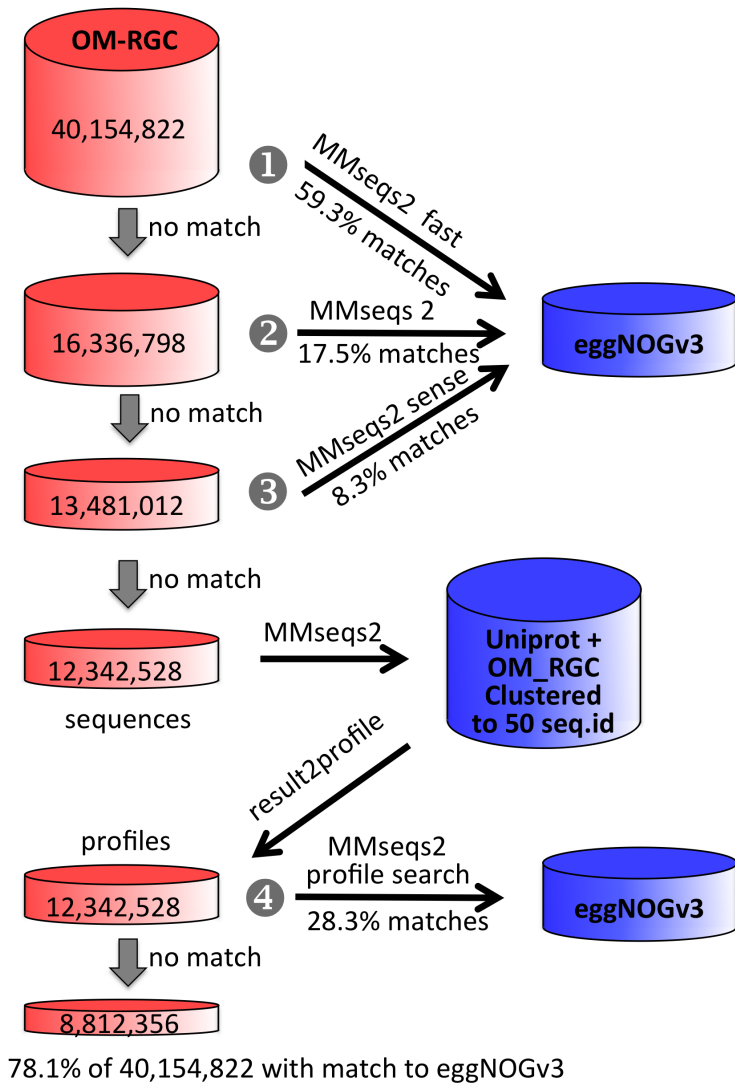 OM-RGC
40,154,822
1
MMseqs2 fast
59.3% matches
no match
16,336,798
2
MMseqs 2
17.5% matches
eggNOGv3
no match
MMseqs2 sense
8.3% matches
13,481,012
3
no match
12,342,528
sequences
MMseqs2
Uniprot +
OM_RGC
Clustered
to 50 seq.id
result2profile
profiles
12,342,528
4
MMseqs2
profile search
28.3% matches
eggNOGv3
no match
8,812,356
78.1% of 40,154,822 with match to eggNOGv3